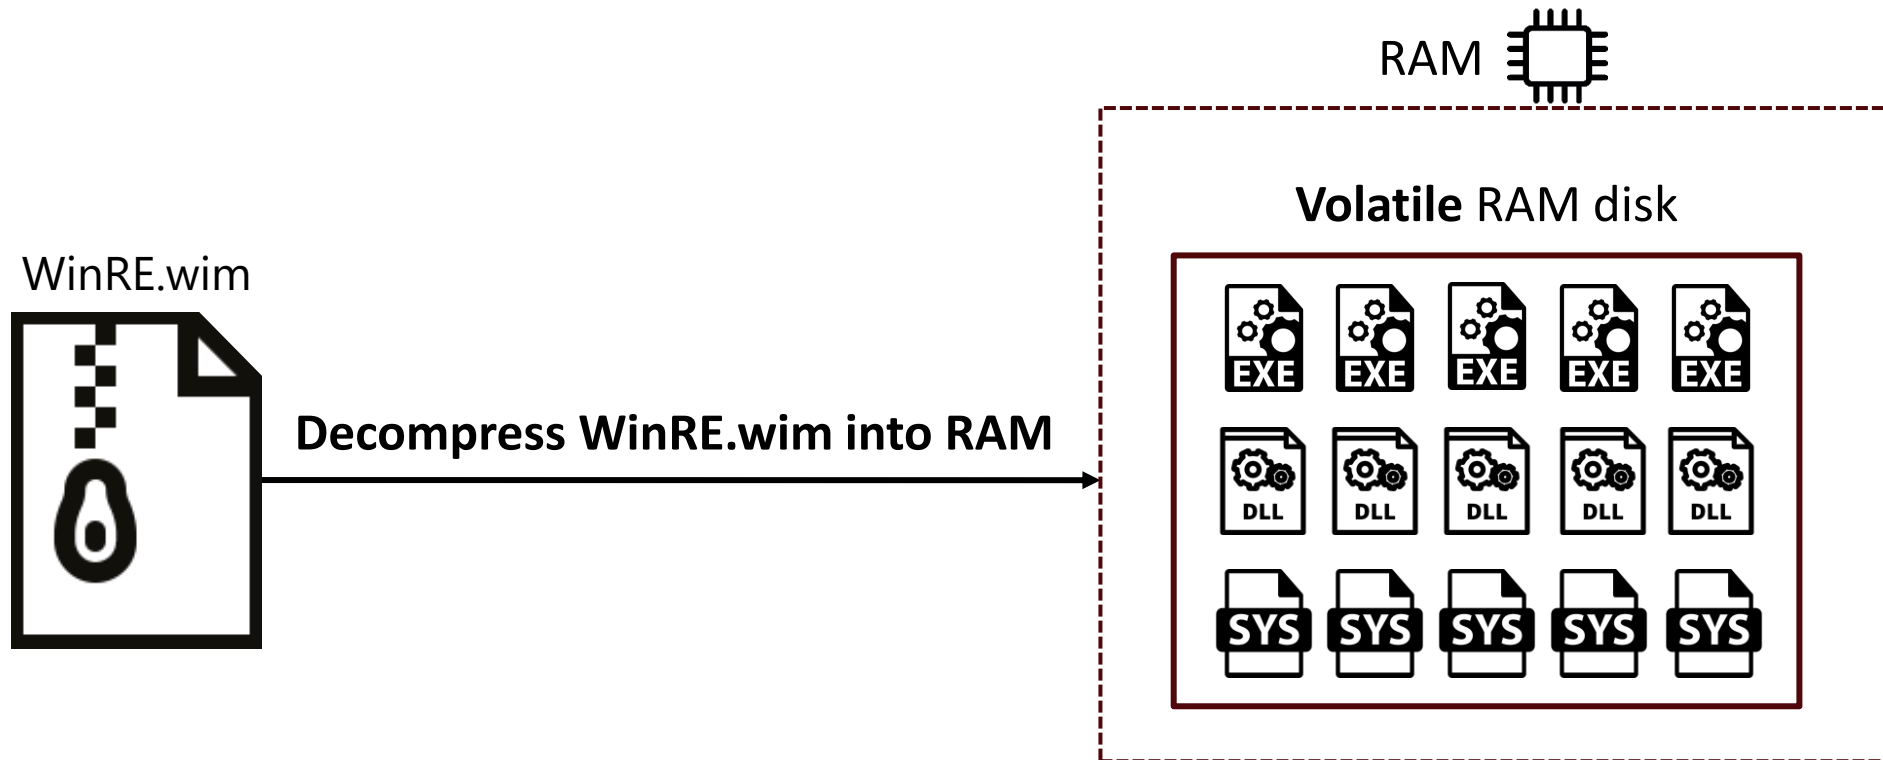 RAM
Volatile RAM disk
WinRE.wim
Decompress WinRE.wim into RAM
EXE EXE EXE EXE EXE
DLL DLL DLL DLL DLL
SYS SYS SYS SYS SYS